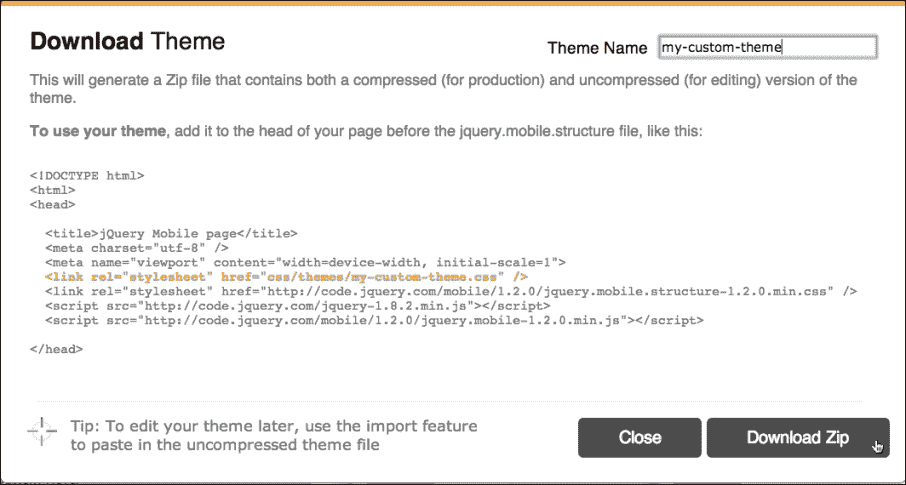 Download Theme
Theme Name my-custom-theme
This will generate a Zip file that contains both a compressed (for production) and uncompressed (for editing) version of the
theme.
To use your theme, add it to the head of your page before the jquery.mobile.structure file, like this:
<!DOCTYPE html>
<html>
<head>
<title>jQuery Mobile page</title>
<meta charset="utf-8" />
<meta name="viewport" content="width=device-width, initial-scale=1">
<link rel="stylesheet" href="css/themes/my-custom-theme.css" />
<link rel="stylesheet" href="http://code.jquery.com/mobile/1.2.0/jquery.mobile.structure-1.2.0.min.css" />
<script src="http://code.jquery.com/jquery-1.8.2.min.js"></script>
<script src="http://code.jquery.com/mobile/1.2.0/jquery.mobile-1.2.0.min.js"></script>
</head>
Tip: To edit your theme later, use the import feature
to paste in the uncompressed theme file
Close
Download Zip